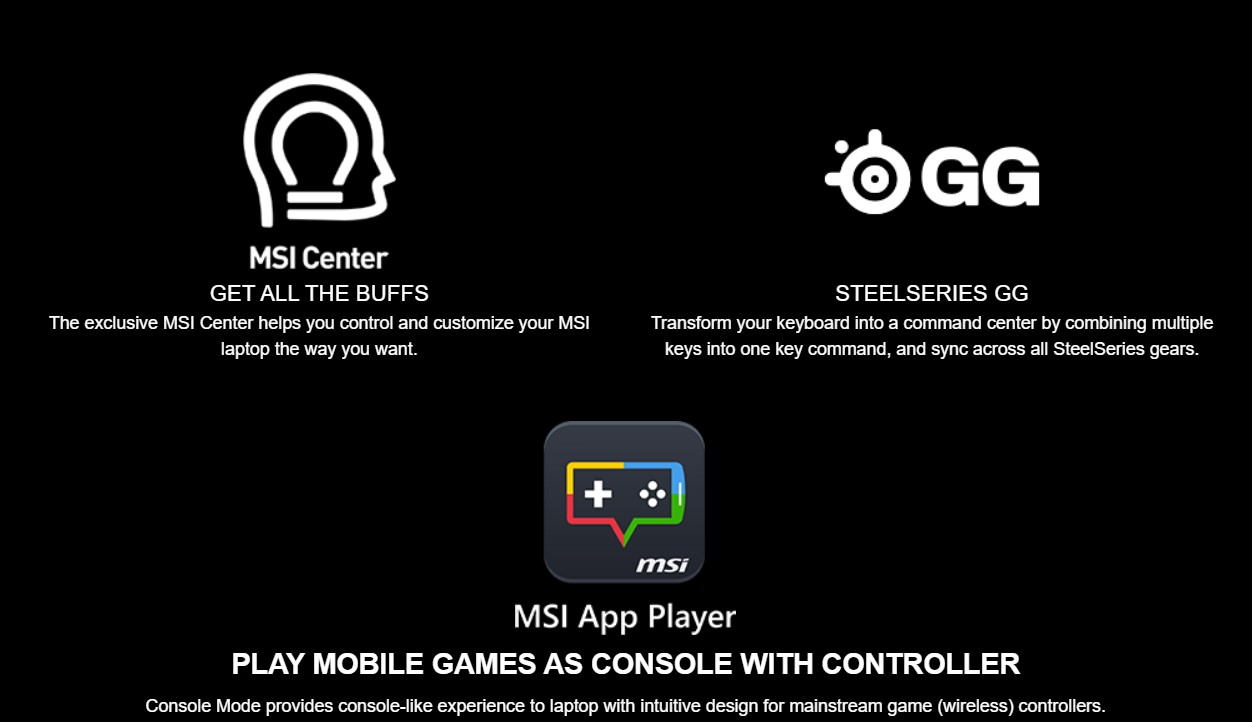 MSI Center
GET ALL THE BUFFS
The exclusive MSI Center helps you control and customize your MSI
laptop the way you want.
GG
STEELSERIES GG
Transform your keyboard into a command center by combining multiple
keys into one key command, and sync across all SteelSeries gears.
msi
MSI App Player
PLAY MOBILE GAMES AS CONSOLE WITH CONTROLLER
Console Mode provides console-like experience to laptop with intuitive design for mainstream game (wireless) controllers.